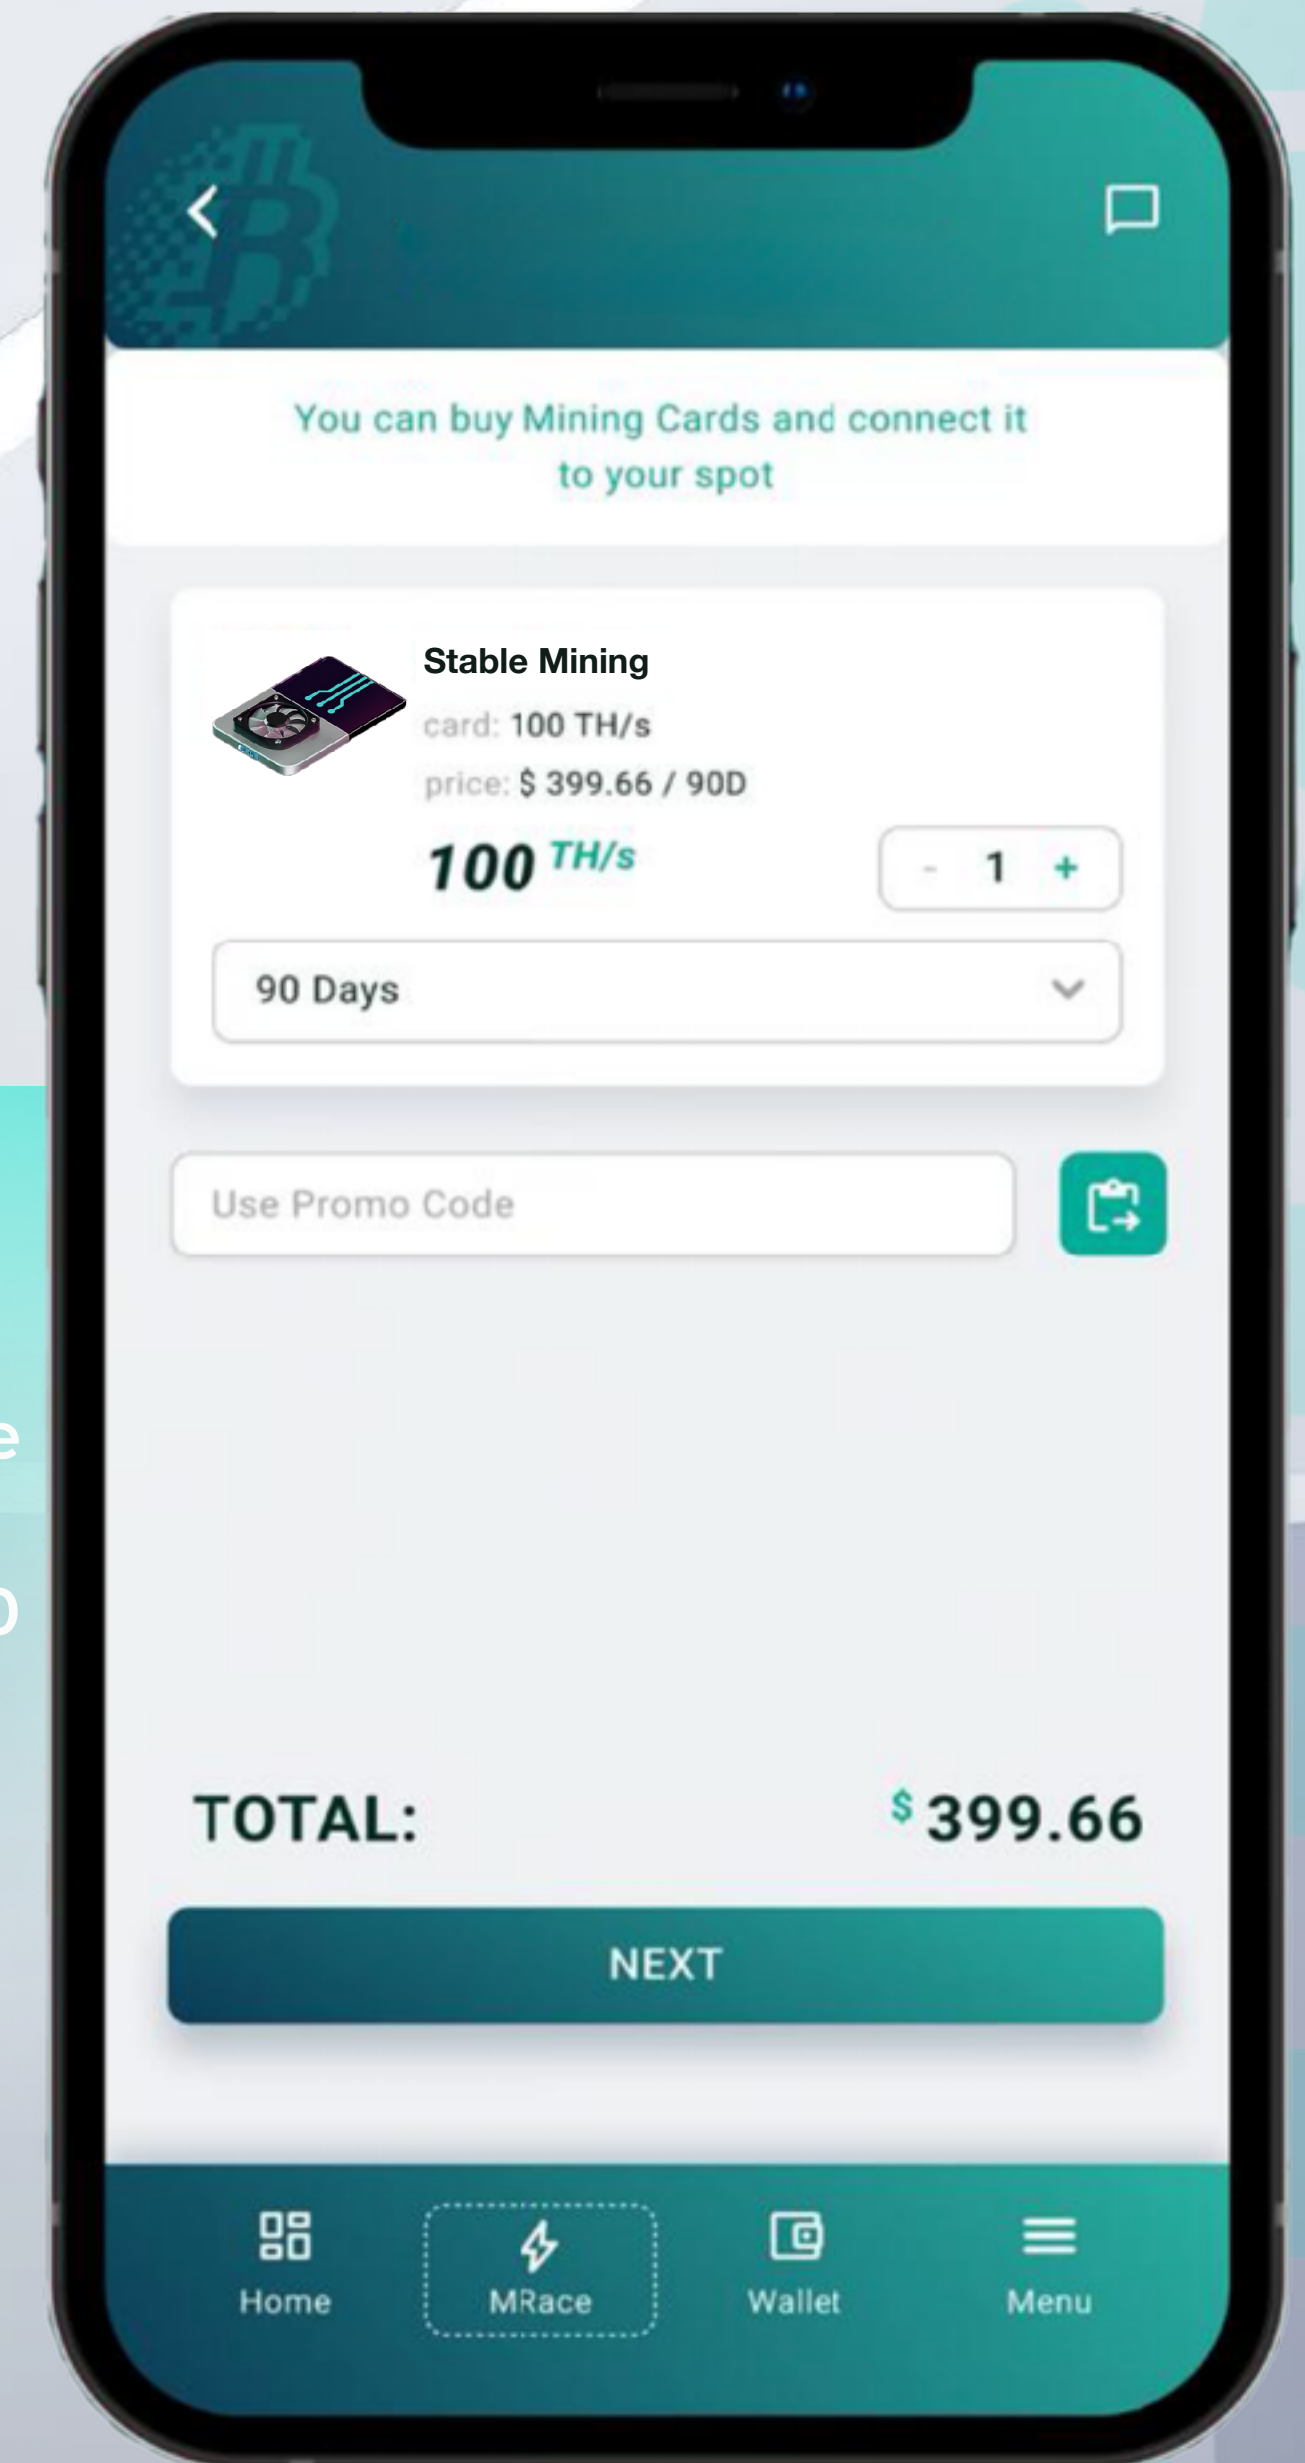 You can buy Mining Cards and connect it
to your spot
Stable Mining
card: 100 TH/s
price: $ 399.66 / 90D
100 TH/s
- 1 +
90 Days
Use Promo Code
e
o
TOTAL: $ 399.66
NEXT
Home MRace Wallet Menu